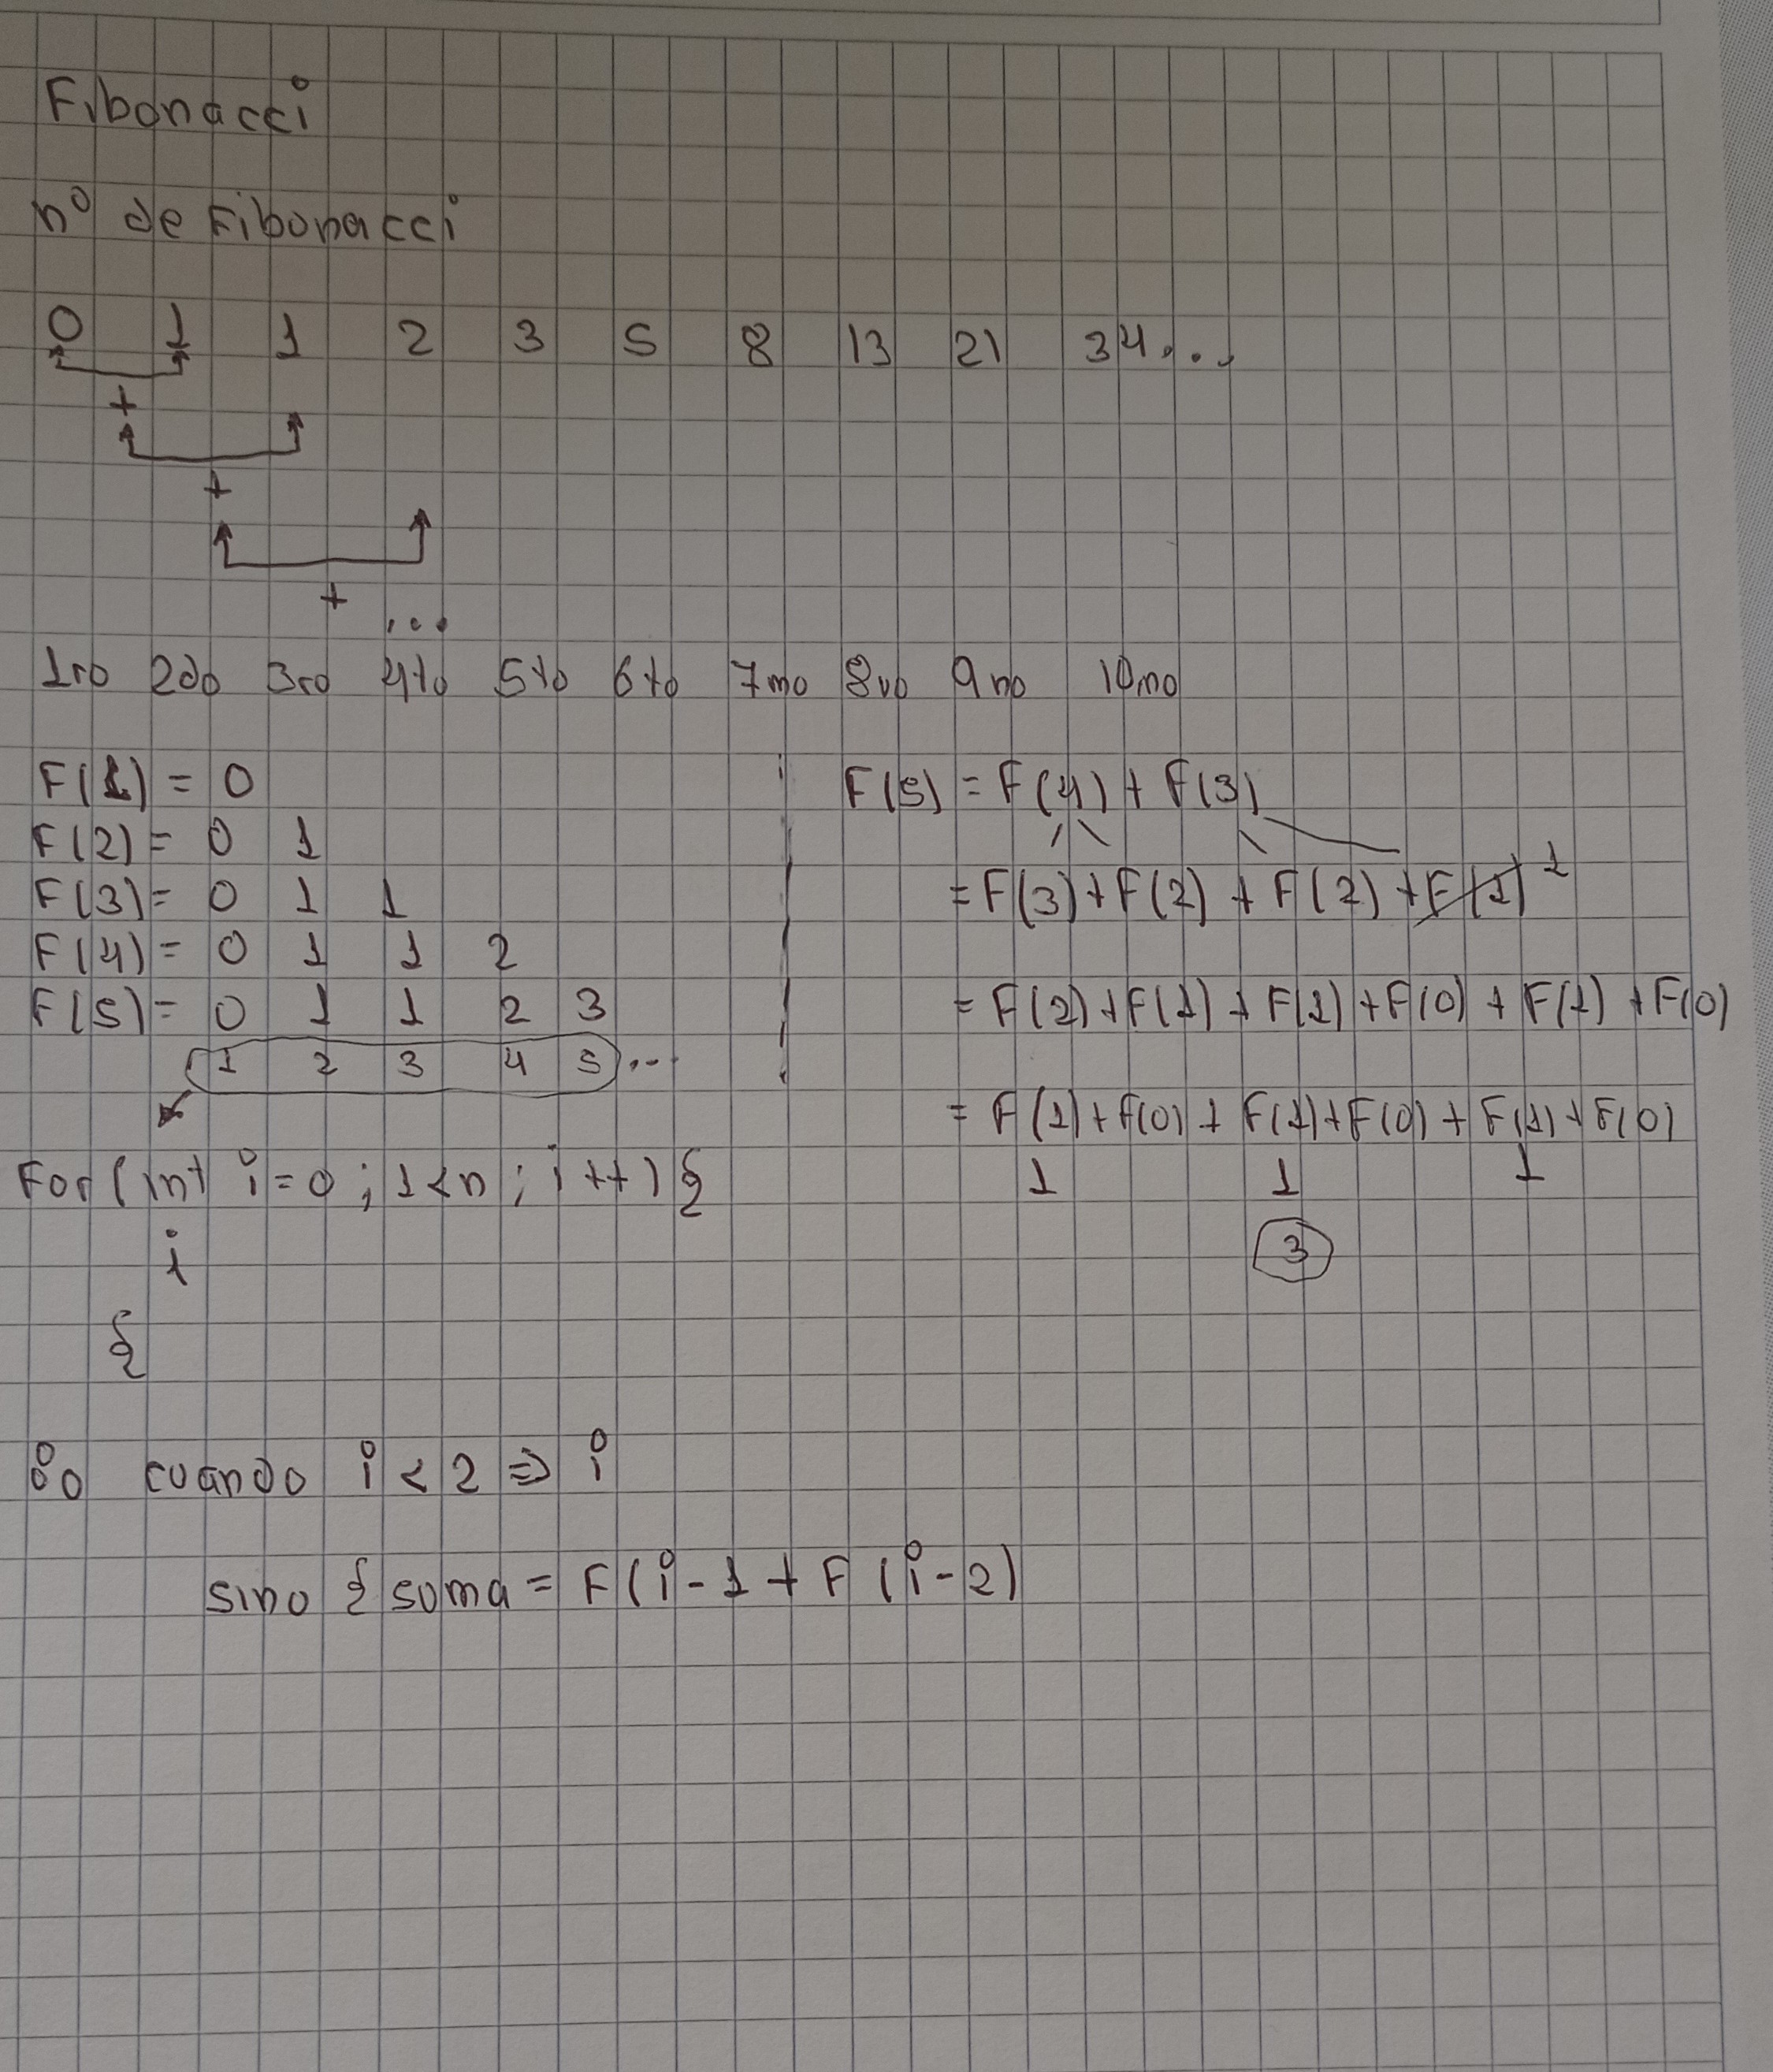 Fibonacci
nº de Fibonacci
0 1 1 2 3 5 8 13 21 34...
+
+
+
...
1ro 2do 3ro 4to 5to 6to 7mo 8vo 9no 10mo
F(1) = 0
F(2) = 0 1
F(3) = 0 1 1
F(4) = 0 1 1 2
F(5) = 0 1 1 2 3
1 2 3 4 5 ...
For (int i=0; 1<n; i++) {
i
{
F(5) = F(4) + F(3)
= F(3) + F(2) + F(2) + F(1) 1
= F(2) + F(1) + F(1) + F(0) + F(1) + F(0)
= F(1) + F(0) + F(1) + F(0) + F(1) + F(0)
1 1 1
3
∴ cuando i < 2 => i
sino { suma = F(i-1 + F(i-2)